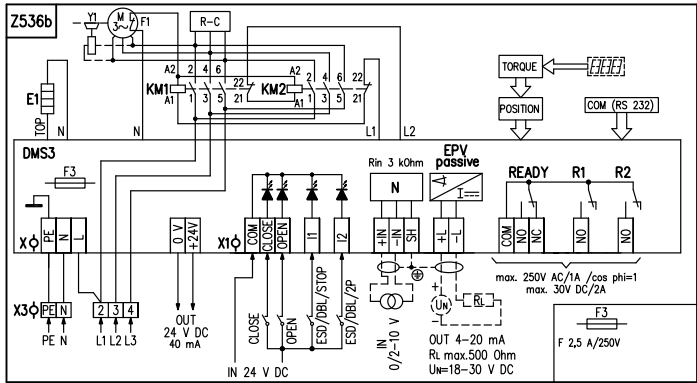 Z536b
Y1
M
3~
F1
R-C
A2
2 4 6
22
KM1
A1
1 3 5
21
A2
2 4 6
22
KM2
A1
1 3 5
21
E1
TOP
N
N
L1
L2
TORQUE
POSITION
COM (RS 232)
DMS3
F3
Rin 3 kOhm
N
EPV
passive
I
READY
R1
R2
X
PE
N
L
0 V
+24V
X1
COM
CLOSE
OPEN
I1
I2
+IN
-IN
SH
+L
-L
COM
NO
NC
NO
NO
max. 250V AC/1A /cos phi=1
max. 30V DC/2A
X3
PE
N
2
3
4
PE N
L1 L2 L3
OUT
24 V DC
40 mA
CLOSE
OPEN
ESD/DBL/STOP
ESD/DBL/2P
IN 24 V DC
IN
0/2-10 V
+
UN
-
RL
OUT 4-20 mA
RL max.500 Ohm
UN=18-30 V DC
F3
F 2,5 A/250V